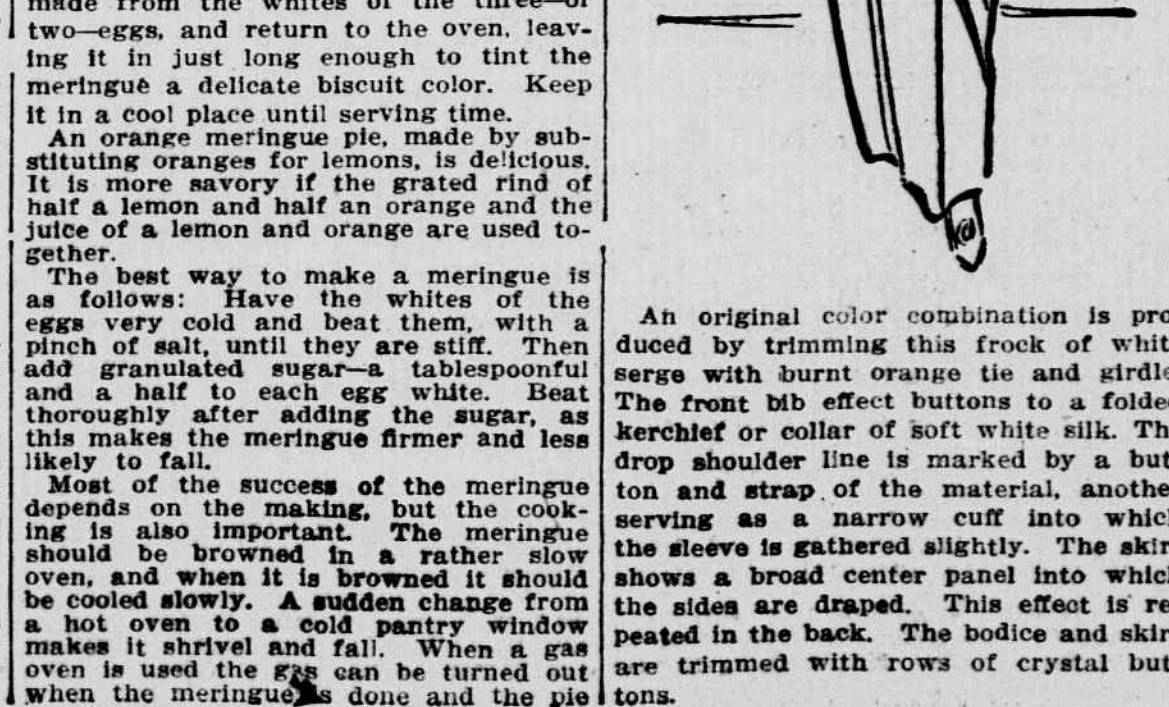 made from the whites of the three—or
two—eggs, and return to the oven, leav-
ing it in just long enough to tint the
meringue a delicate biscuit color. Keep
it in a cool place until serving time.
An orange meringue pie, made by sub-
stituting oranges for lemons, is delicious.
It is more savory if the grated rind of
half a lemon and half an orange and the
juice of a lemon and orange are used to-
gether.
The best way to make a meringue is
as follows: Have the whites of the
eggs very cold and beat them, with a
pinch of salt, until they are stiff. Then
add granulated sugar—a tablespoonful
and a half to each egg white. Beat
thoroughly after adding the sugar, as
this makes the meringue firmer and less
likely to fall.
Most of the success of the meringue
depends on the making, but the cook-
ing is also important. The meringue
should be browned in a rather slow
oven, and when it is browned it should
be cooled slowly. A sudden change from
a hot oven to a cold pantry window
makes it shrivel and fall. When a gas
oven is used the gas can be turned out
when the meringue is done and the pie
An original color combination is pro
duced by trimming this frock of whit
serge with burnt orange tie and girdle
The front bib effect buttons to a folde
kerchief or collar of soft white silk. Th
drop shoulder line is marked by a but
ton and strap of the material, anothe
serving as a narrow cuff into whic
the sleeve is gathered slightly. The skir
shows a broad center panel into whic
the sides are draped. This effect is re
peated in the back. The bodice and skir
are trimmed with rows of crystal but
tons.